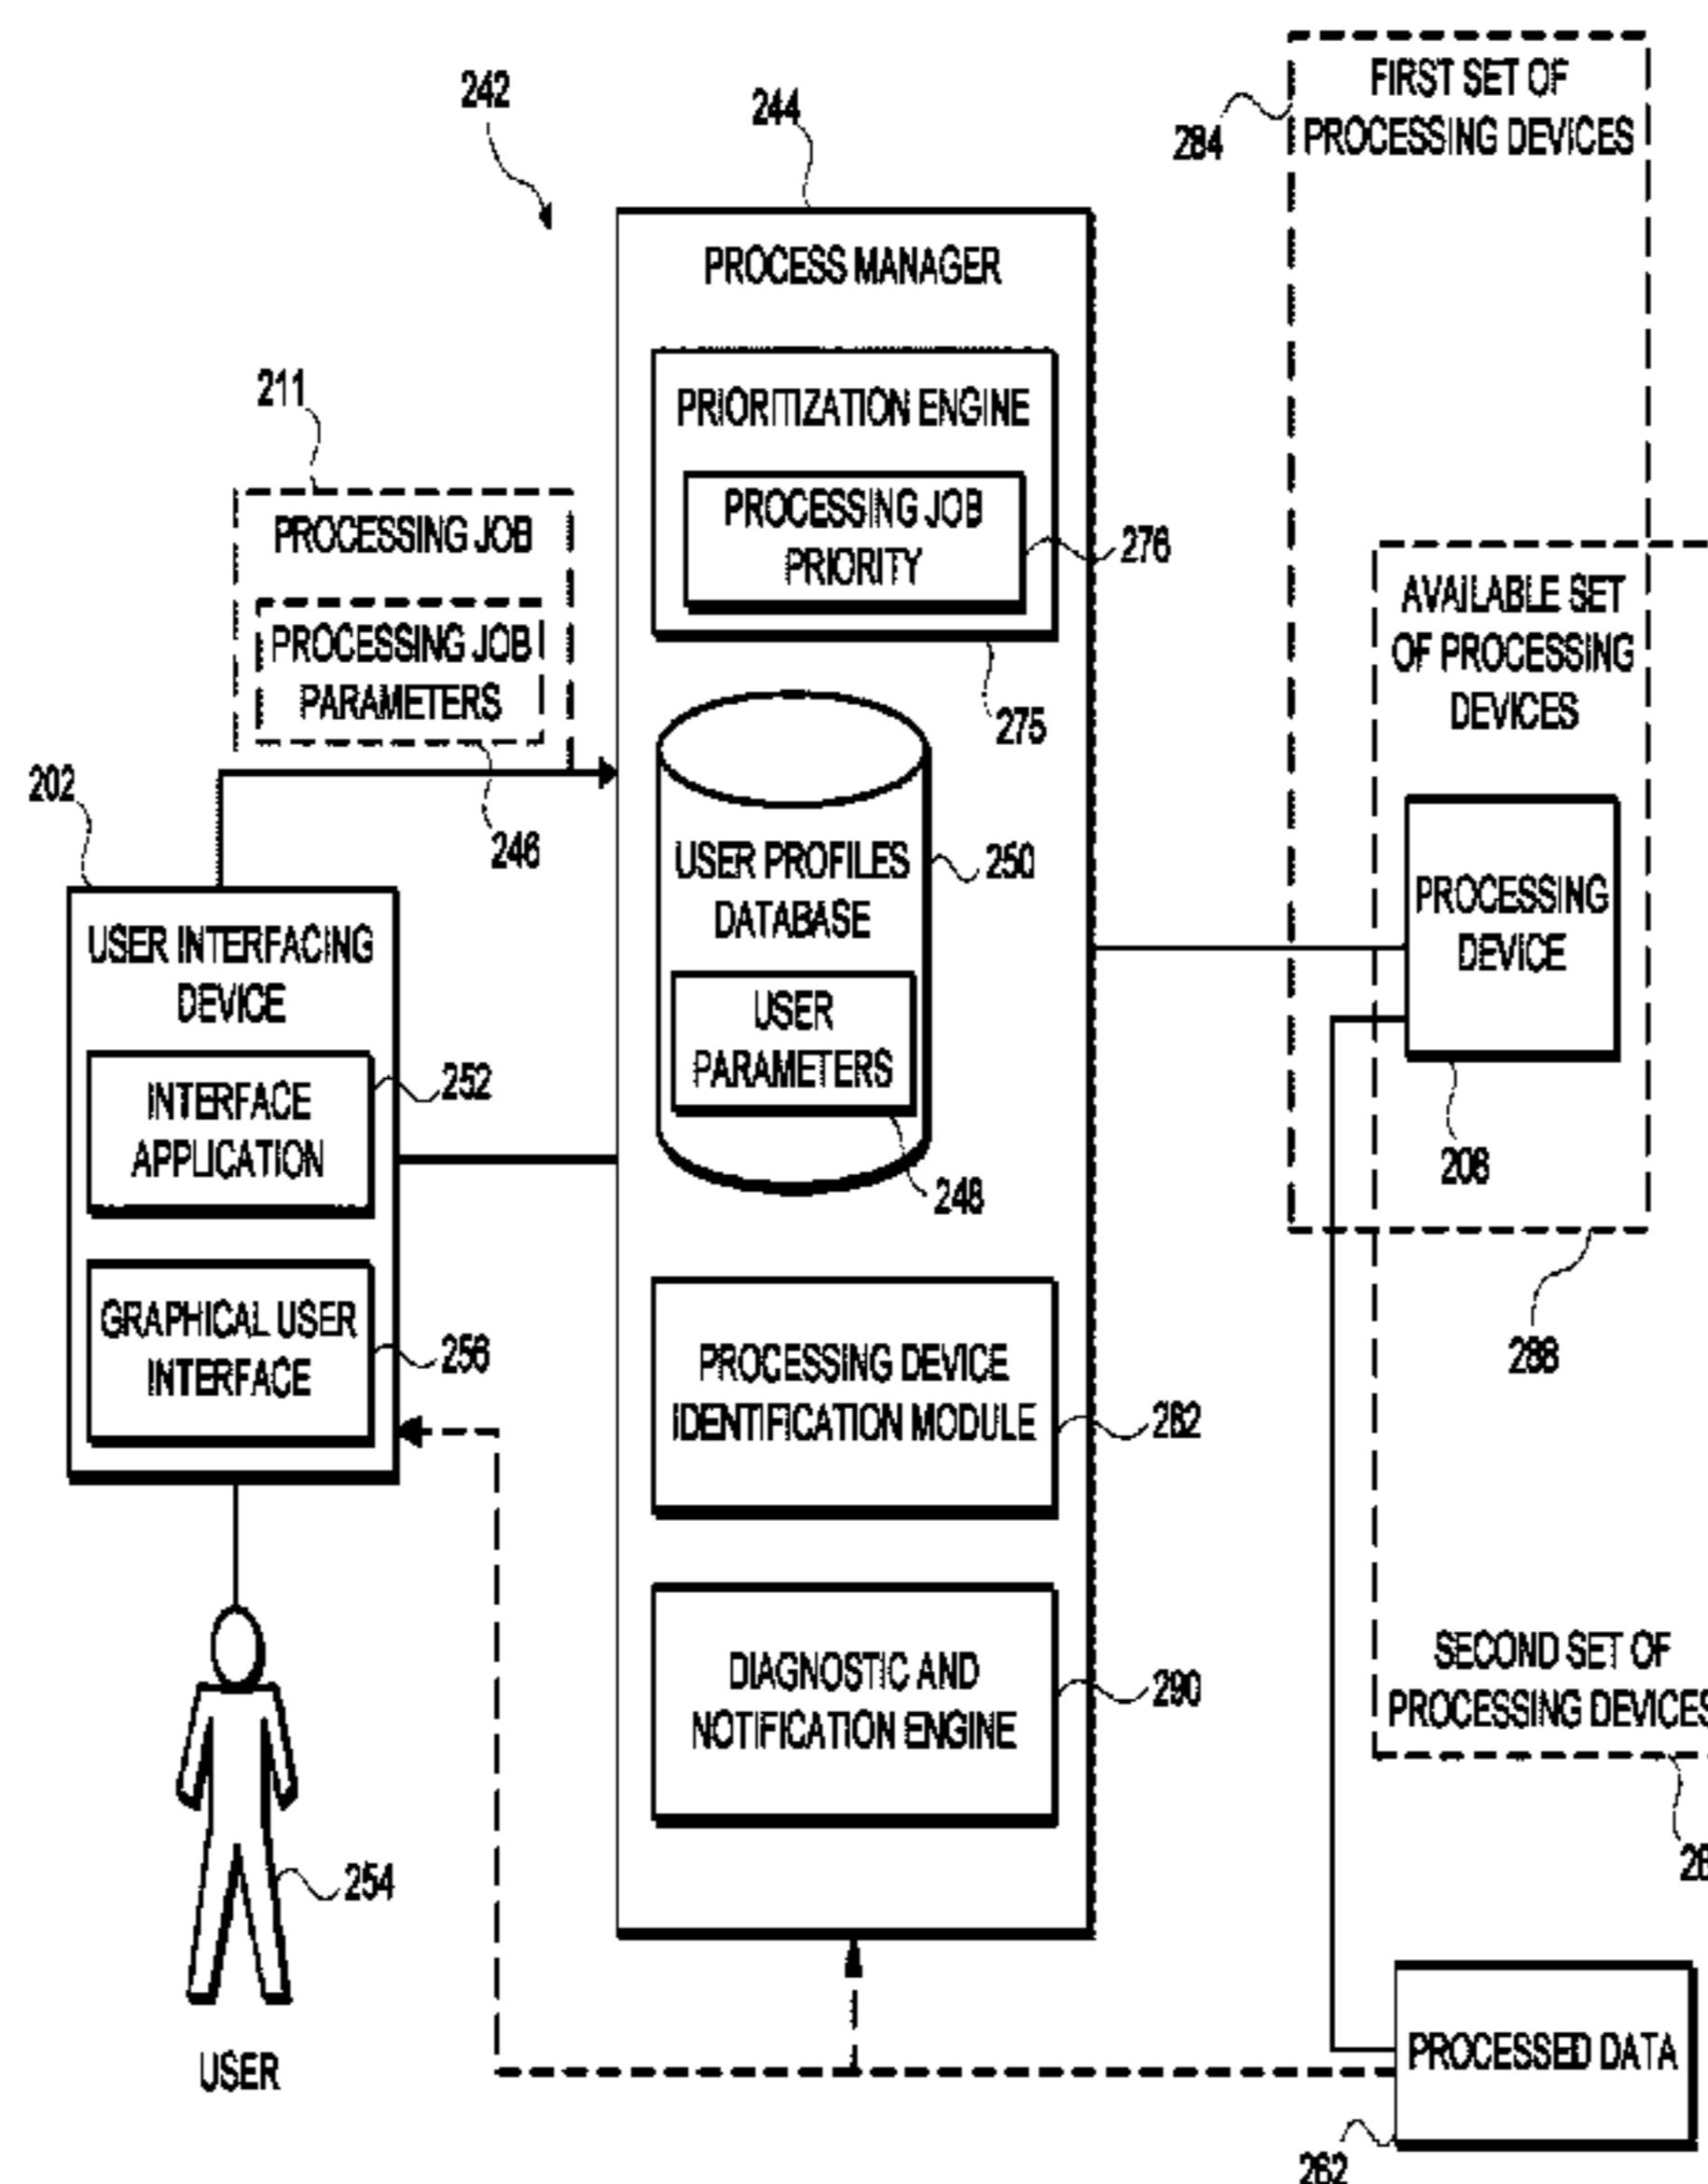 242
244
284
FIRST SET OF
PROCESSING DEVICES
PROCESS MANAGER
211
PRIORITIZATION ENGINE
PROCESSING JOB
PRIORITY
276
275
PROCESSING JOB
PROCESSING JOB
PARAMETERS
246
AVAILABLE SET
OF PROCESSING
DEVICES
202
USER PROFILES
DATABASE
250
USER
PARAMETERS
248
PROCESSING
DEVICE
208
288
USER INTERFACING
DEVICE
INTERFACE
APPLICATION
252
GRAPHICAL USER
INTERFACE
256
PROCESSING DEVICE
IDENTIFICATION MODULE
282
DIAGNOSTIC AND
NOTIFICATION ENGINE
290
SECOND SET OF
PROCESSING DEVICES
254
USER
PROCESSED DATA
262